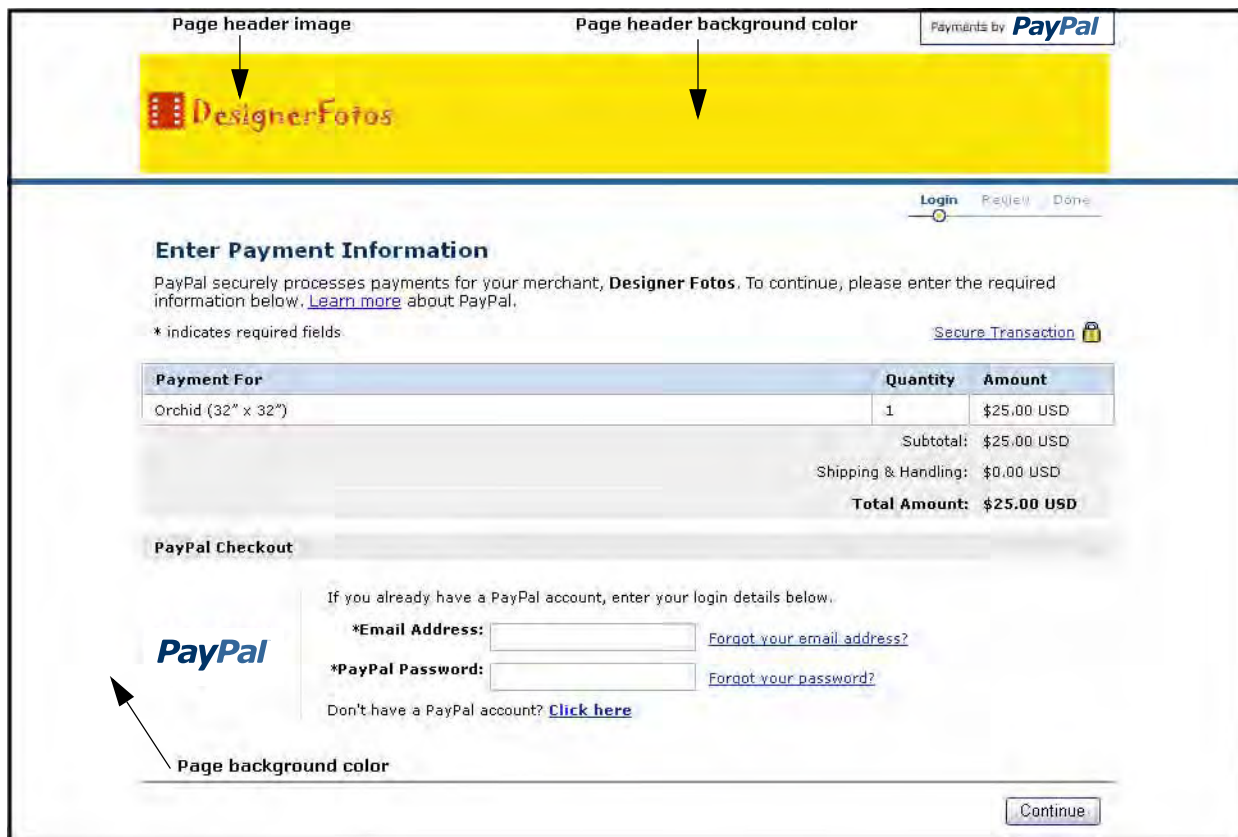 Page header image
Page header background color
Payments by PayPal
DesignerFotos
Login Review Done
Enter Payment Information
PayPal securely processes payments for your merchant, Designer Fotos. To continue, please enter the required
information below. Learn more about PayPal.
* indicates required fields
Secure Transaction
Payment For Quantity Amount
Orchid (32" x 32") 1 $25.00 USD
Subtotal: $25.00 USD
Shipping & Handling: $0.00 USD
Total Amount: $25.00 USD
PayPal Checkout
If you already have a PayPal account, enter your login details below.
*Email Address: Forgot your email address?
PayPal
*PayPal Password: Forgot your password?
Don't have a PayPal account? Click here
Page background color
Continue